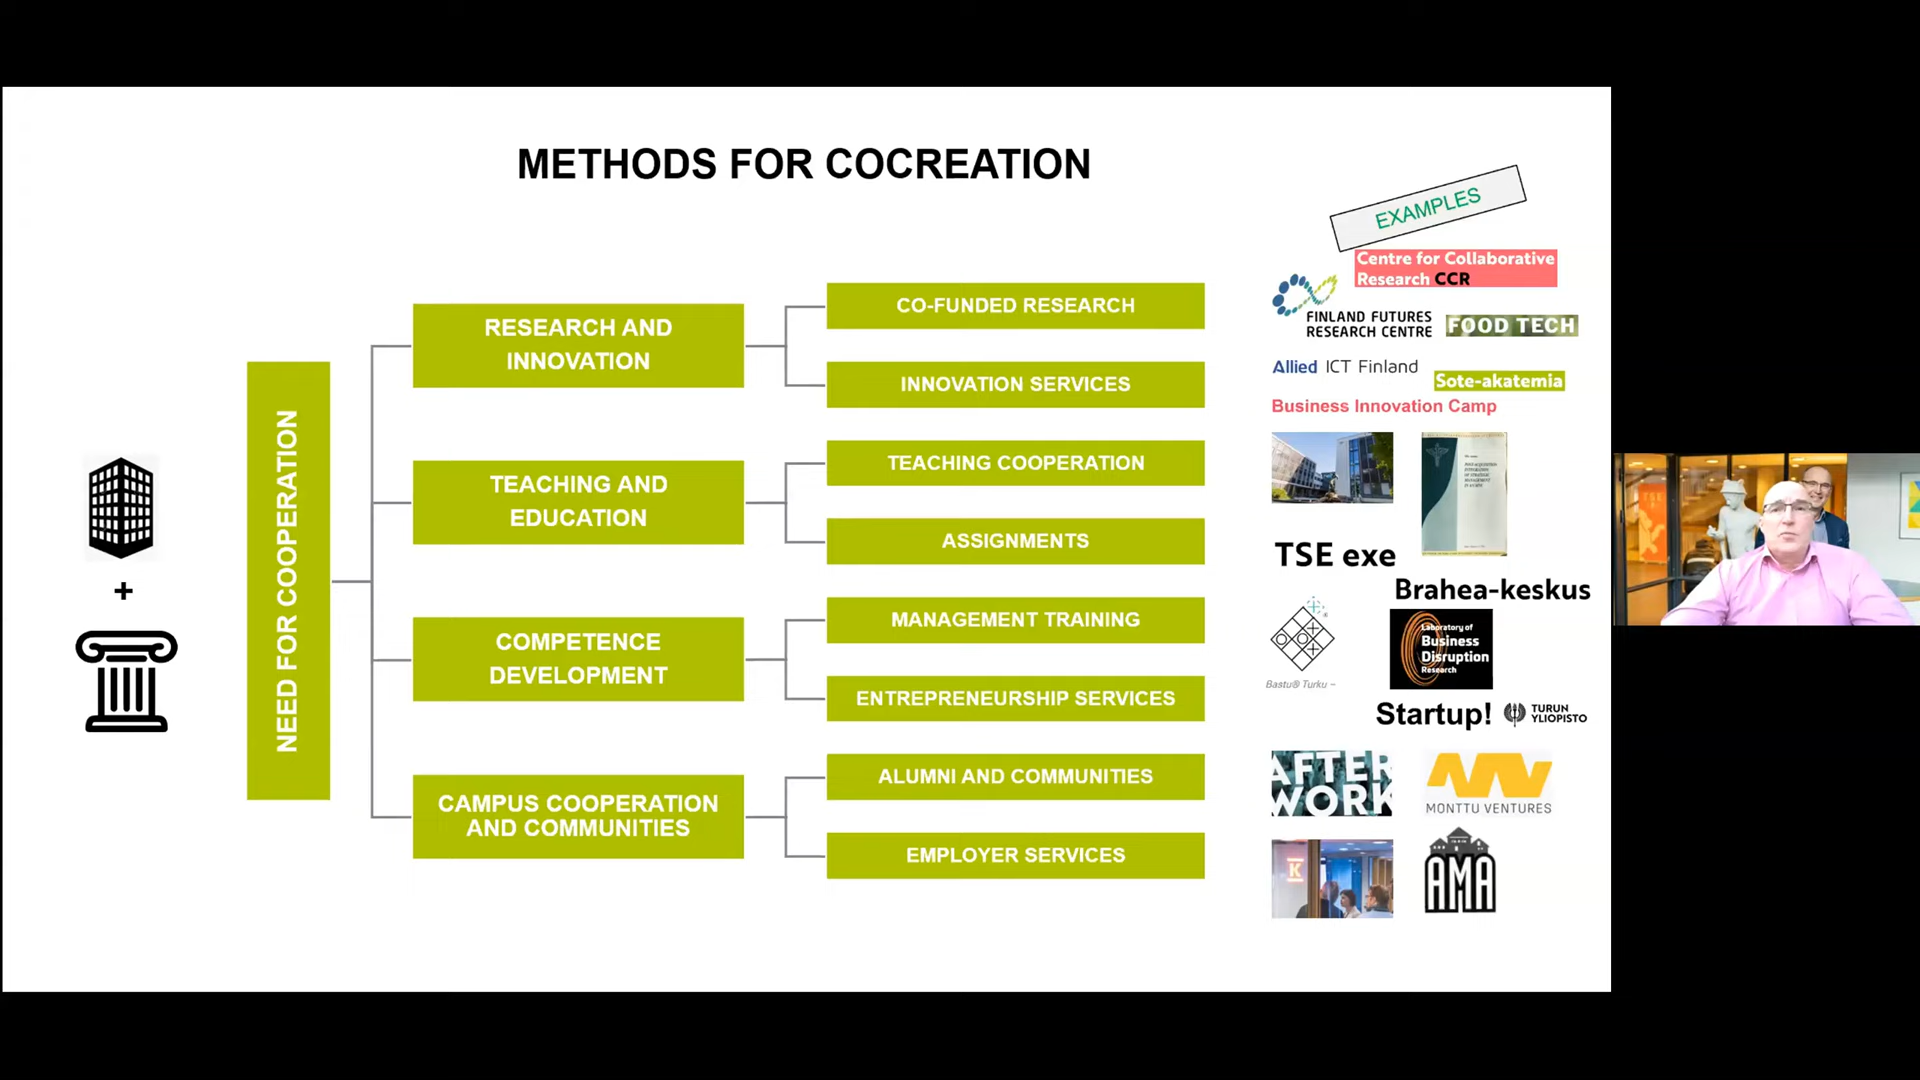 METHODS FOR COCREATION
EXAMPLES
NEED FOR COOPERATION
RESEARCH AND
INNOVATION
TEACHING AND
EDUCATION
COMPETENCE
DEVELOPMENT
CAMPUS COOPERATION
AND COMMUNITIES
CO-FUNDED RESEARCH
INNOVATION SERVICES
TEACHING COOPERATION
ASSIGNMENTS
MANAGEMENT TRAINING
ENTREPRENEURSHIP SERVICES
ALUMNI AND COMMUNITIES
EMPLOYER SERVICES
Centre for Collaborative
Research CCR
FINLAND FUTURES
RESEARCH CENTRE
FOOD TECH
Allied ICT Finland
Sote-akatemia
Business Innovation Camp
TSE exe
Brahea-keskus
Bastu® Turku –
Laboratory of
Business
Disruption
Research
Startup!
TURUN
YLIOPISTO
AFTER
WORK
MONTTU VENTURES
K
AMA